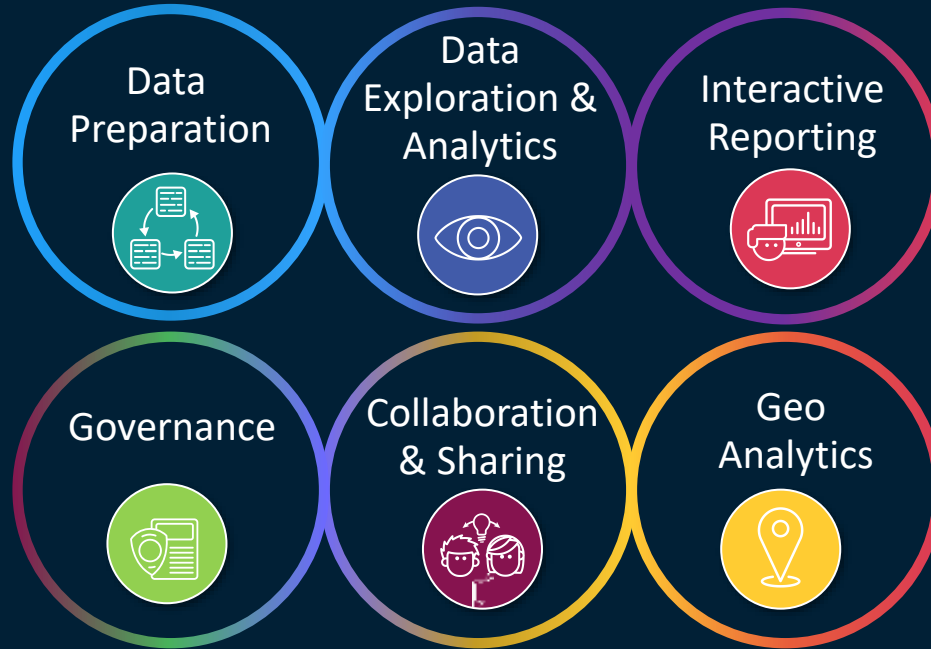 Data
Preparation
Data
Exploration &
Analytics
Interactive
Reporting
Governance
Collaboration
& Sharing
Geo
Analytics